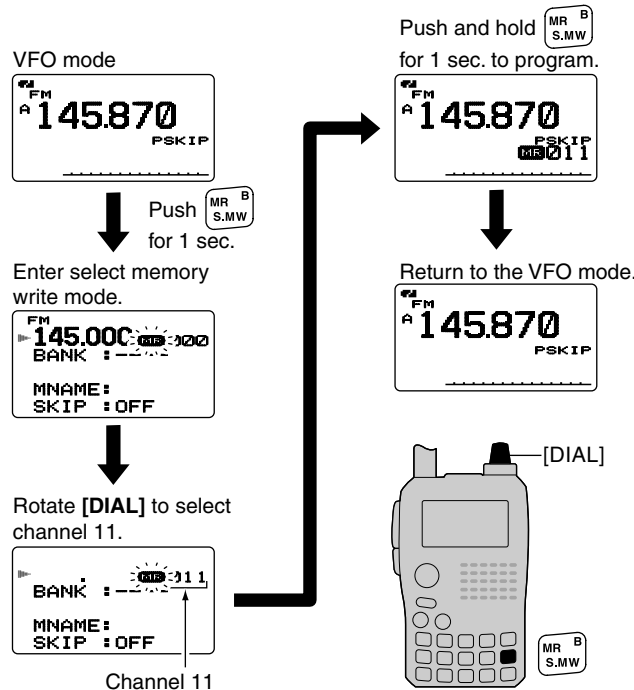 VFO mode
FM
A 145.870
PSKIP
Push MR B S.MW
for 1 sec.
Enter select memory
write mode.
FM
145.000 MR 000
BANK :--
MNAME:
SKIP :OFF
Rotate [DIAL] to select
channel 11.
. MR 011
BANK :--
MNAME:
SKIP :OFF
Channel 11
Push and hold MR B S.MW
for 1 sec. to program.
FM
A 145.870
PSKIP
MR 011
Return to the VFO mode.
FM
A 145.870
PSKIP
[DIAL]
MR B
S.MW